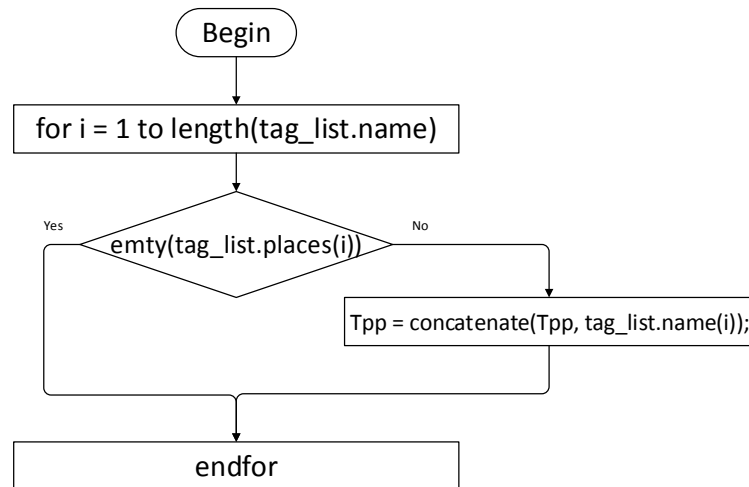 Begin
for i = 1 to length(tag_list.name)
Yes
No
emty(tag_list.places(i))
Tpp = concatenate(Tpp, tag_list.name(i));
endfor